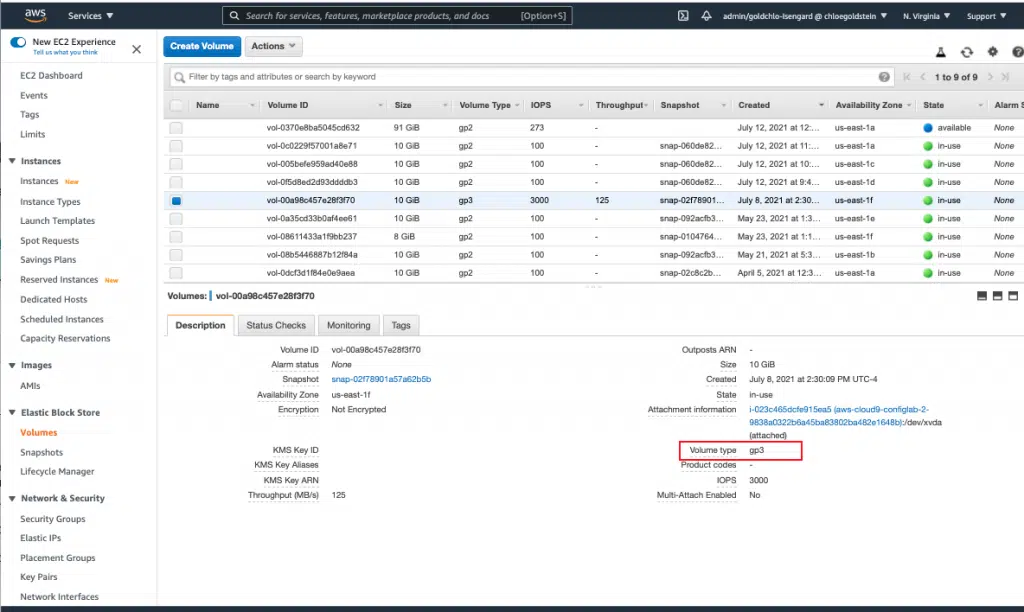 aws Services Search for services, features, marketplace products, and docs [Option+S] admin/goldchlo-isengard @ chloegoldstein N. Virginia Support
New EC2 Experience
Tell us what you think
EC2 Dashboard
Events
Tags
Limits
Instances
Instances New
Instance Types
Launch Templates
Spot Requests
Savings Plans
Reserved Instances New
Dedicated Hosts
Scheduled Instances
Capacity Reservations
Images
AMIs
Elastic Block Store
Volumes
Snapshots
Lifecycle Manager
Network & Security
Security Groups
Elastic IPs
Placement Groups
Key Pairs
Network Interfaces
Create Volume Actions
Filter by tags and attributes or search by keyword 1 to 9 of 9
Name Volume ID Size Volume Type IOPS Throughput Snapshot Created Availability Zone State Alarm S
vol-0370e8ba5045cd632 91 GiB gp2 273 - July 12, 2021 at 12:... us-east-1a available None
vol-0c0229f57001a8e71 10 GiB gp2 100 - snap-060de82... July 12, 2021 at 11:... us-east-1a in-use None
vol-005befe959ad40e88 10 GiB gp2 100 - snap-060de82... July 12, 2021 at 10:... us-east-1c in-use None
vol-0f5d8ed2d93ddddb3 10 GiB gp2 100 - snap-060de82... July 12, 2021 at 9:4... us-east-1d in-use None
vol-00a98c457e28f3f70 10 GiB gp3 3000 125 snap-02f78901... July 8, 2021 at 2:30... us-east-1f in-use None
vol-0a35cd33b0af4ee61 10 GiB gp2 100 - snap-092acfb3... May 23, 2021 at 1:3... us-east-1e in-use None
vol-08611433a1f9bb237 8 GiB gp2 100 - snap-0104764... May 23, 2021 at 1:1... us-east-1f in-use None
vol-08b5446887b12f84a 10 GiB gp2 100 - snap-092acfb3... May 21, 2021 at 5:3... us-east-1b in-use None
vol-0dcf3d1f84e0e9aea 10 GiB gp2 100 - snap-02c8c2b... April 5, 2021 at 12:3... us-east-1a in-use None
Volumes: vol-00a98c457e28f3f70
Description Status Checks Monitoring Tags
Volume ID vol-00a98c457e28f3f70 Outposts ARN -
Alarm status None Size 10 GiB
Snapshot snap-02f78901a57a62b5b Created July 8, 2021 at 2:30:09 PM UTC-4
Availability Zone us-east-1f State in-use
Encryption Not Encrypted Attachment information i-023c465dcfe915ea5 (aws-cloud9-configlab-2-
9838a0322b6a45ba83802ba482e1648b):/dev/xvda
(attached)
KMS Key ID Volume type gp3
KMS Key Aliases Product codes -
KMS Key ARN IOPS 3000
Throughput (MB/s) 125 Multi-Attach Enabled No